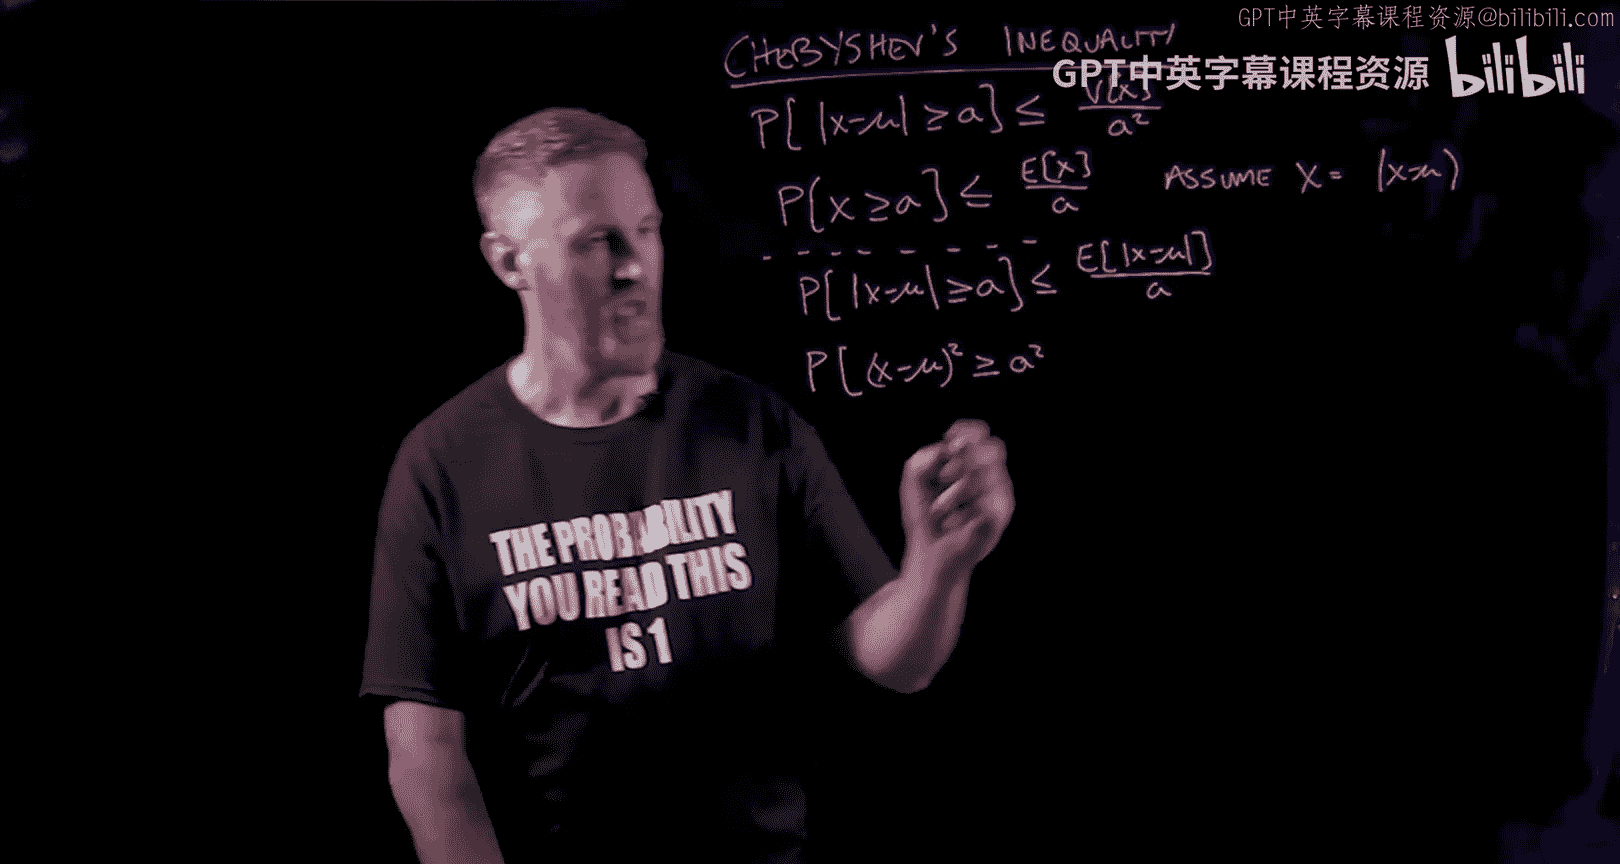 GPT中英字幕课程资源@bilibili.com
CHEBYSHEV'S INEQUALITY
GPT中英字幕课程资源 bilibili
P[ |x-μ| ≥ a ] ≤ V[x] / a²
P[x ≥ a] ≤ E[x] / a ASSUME X = |x-μ|
P[ |x-μ| ≥ a ] ≤ E[|x-μ|] / a
P[ (x-μ)² ≥ a²
THE PROBABILITY
YOU READ THIS
IS 1